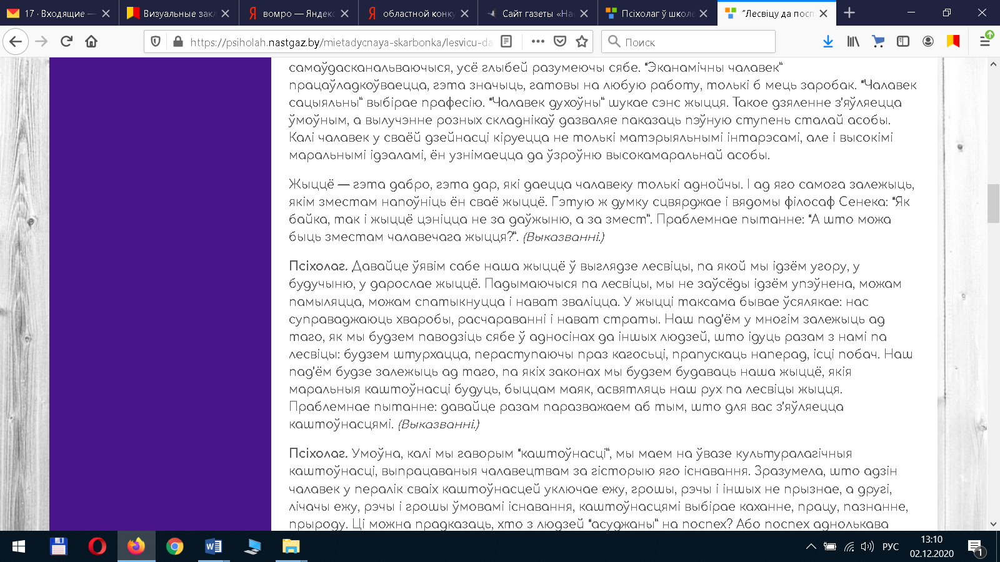 17 · Входящие —
Визуальные закл
вомро — Яндекс
областной конку
Сайт газеты «Нас
Псіхолаг ў школе
"Лесвіцу да посп
https://psiholah.nastgaz.by/mietadycnaya-skarbonka/lesvicu-da
Поиск
самаўдасканальваючыся, усё глыбей разумеючы сябе. “Эканамічны чалавек”
працаўладкоўваецца, гэта значыць, гатовы на любую работу, толькі б мець заробак. “Чалавек
сацыяльны” выбірае прафесію. “Чалавек духоўны” шукае сэнс жыцця. Такое дзяленне з’яўляецца
ўмоўным, а вылучэнне розных складнікаў дазваляе паказаць пэўную ступень сталай асобы.
Калі чалавек у сваёй дзейнасці кіруецца не толькі матэрыяльнымі інтарэсамі, але і высокімі
маральнымі ідэаламі, ён узнімаецца да ўзроўню высокамаральнай асобы.
Жыццё — гэта дабро, гэта дар, які даецца чалавеку толькі аднойчы. І ад яго самога залежыць,
якім зместам напоўніць ён сваё жыццё. Гэтую ж думку сцвярджае і вядомы філосаф Сенека: “Як
байка, так і жыццё цэніцца не за даўжыню, а за змест”. Праблемнае пытанне: “А што можа
быць зместам чалавечага жыцця?”. (Выказванні.)
Псіхолаг. Давайце ўявім сабе наша жыццё ў выглядзе лесвіцы, па якой мы ідзём угору, у
будучыню, у дарослае жыццё. Падымаючыся па лесвіцы, мы не заўсёды ідзём упэўнена, можам
памыляцца, можам спатыкнуцца і нават зваліцца. У жыцці таксама бывае ўсялякае: нас
суправаджаюць хваробы, расчараванні і нават страты. Наш пад’ём у многім залежыць ад
таго, як мы будзем паводзіць сябе ў адносінах да іншых людзей, што ідуць разам з намі па
лесвіцы: будзем штурхацца, пераступаючы праз кагосьці, прапускаць наперад, ісці побач. Наш
пад’ём будзе залежыць ад таго, па якіх законах мы будзем будаваць наша жыццё, якія
маральныя каштоўнасці будуць, быццам маяк, асвятляць наш рух па лесвіцы жыцця.
Праблемнае пытанне: давайце разам паразважаем аб тым, што для вас з’яўляецца
каштоўнасцямі. (Выказванні.)
Псіхолаг. Умоўна, калі мы гаворым “каштоўнасці”, мы маем на ўвазе культуралагічныя
каштоўнасці, выпрацаваныя чалавецтвам за гісторыю яго існавання. Зразумела, што адзін
чалавек у пералік сваіх каштоўнасцей уключае ежу, грошы, рэчы і іншых не прызнае, а другі,
лічачы ежу, рэчы і грошы ўмовамі існавання, каштоўнасцямі выбірае каханне, працу, пазнанне,
прыроду. Ці можна прадказаць, хто з людзей “асуджаны” на поспех? Або поспех аднолькава
РУС
13:10
02.12.2020
1